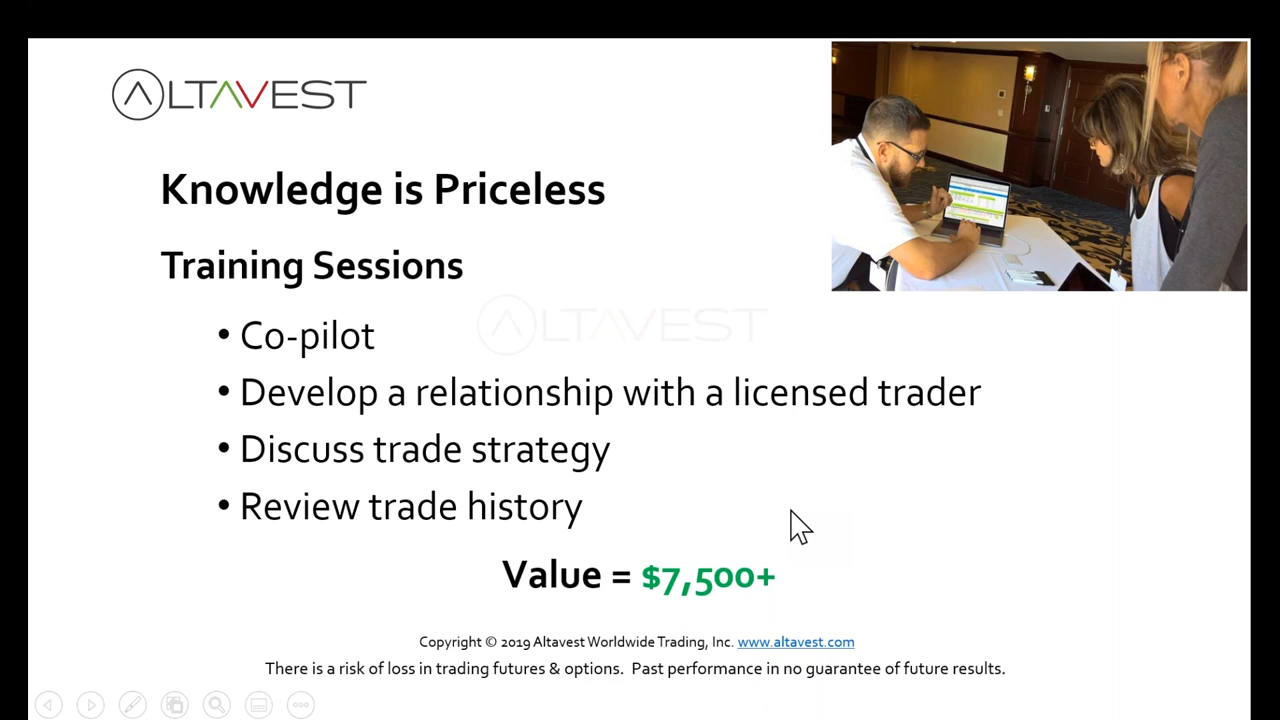 ALTAVEST
Knowledge is Priceless
Training Sessions
ALTAVEST
• Co-pilot
• Develop a relationship with a licensed trader
• Discuss trade strategy
• Review trade history
Value = $7,500+
Copyright © 2019 Altavest Worldwide Trading, Inc. www.altavest.com
There is a risk of loss in trading futures & options. Past performance in no guarantee of future results.